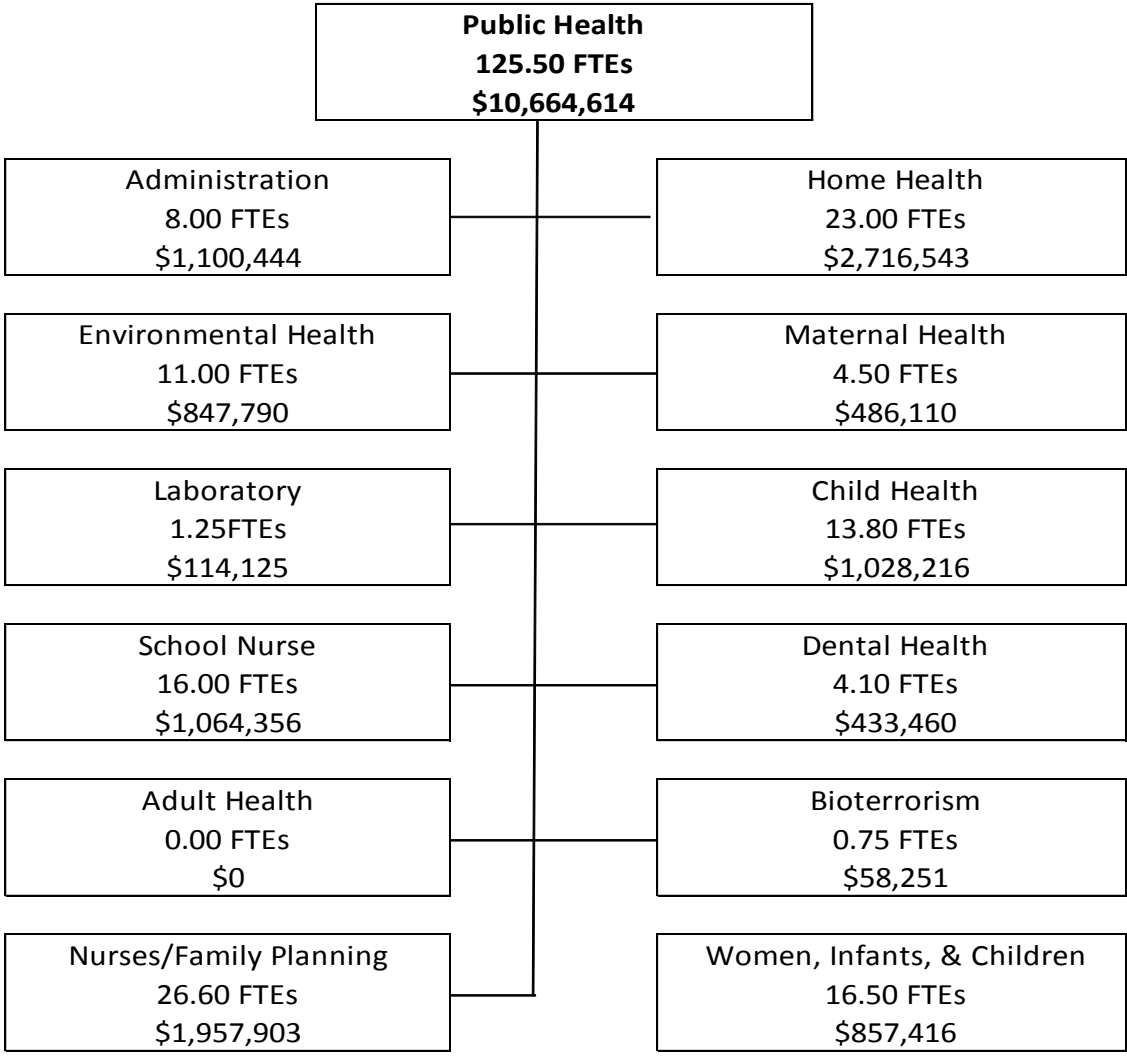 Public Health
125.50 FTEs
$10,664,614
Administration
8.00 FTEs
$1,100,444
Home Health
23.00 FTEs
$2,716,543
Environmental Health
11.00 FTEs
$847,790
Maternal Health
4.50 FTEs
$486,110
Laboratory
1.25FTEs
$114,125
Child Health
13.80 FTEs
$1,028,216
School Nurse
16.00 FTEs
$1,064,356
Dental Health
4.10 FTEs
$433,460
Adult Health
0.00 FTEs
$0
Bioterrorism
0.75 FTEs
$58,251
Nurses/Family Planning
26.60 FTEs
$1,957,903
Women, Infants, & Children
16.50 FTEs
$857,416